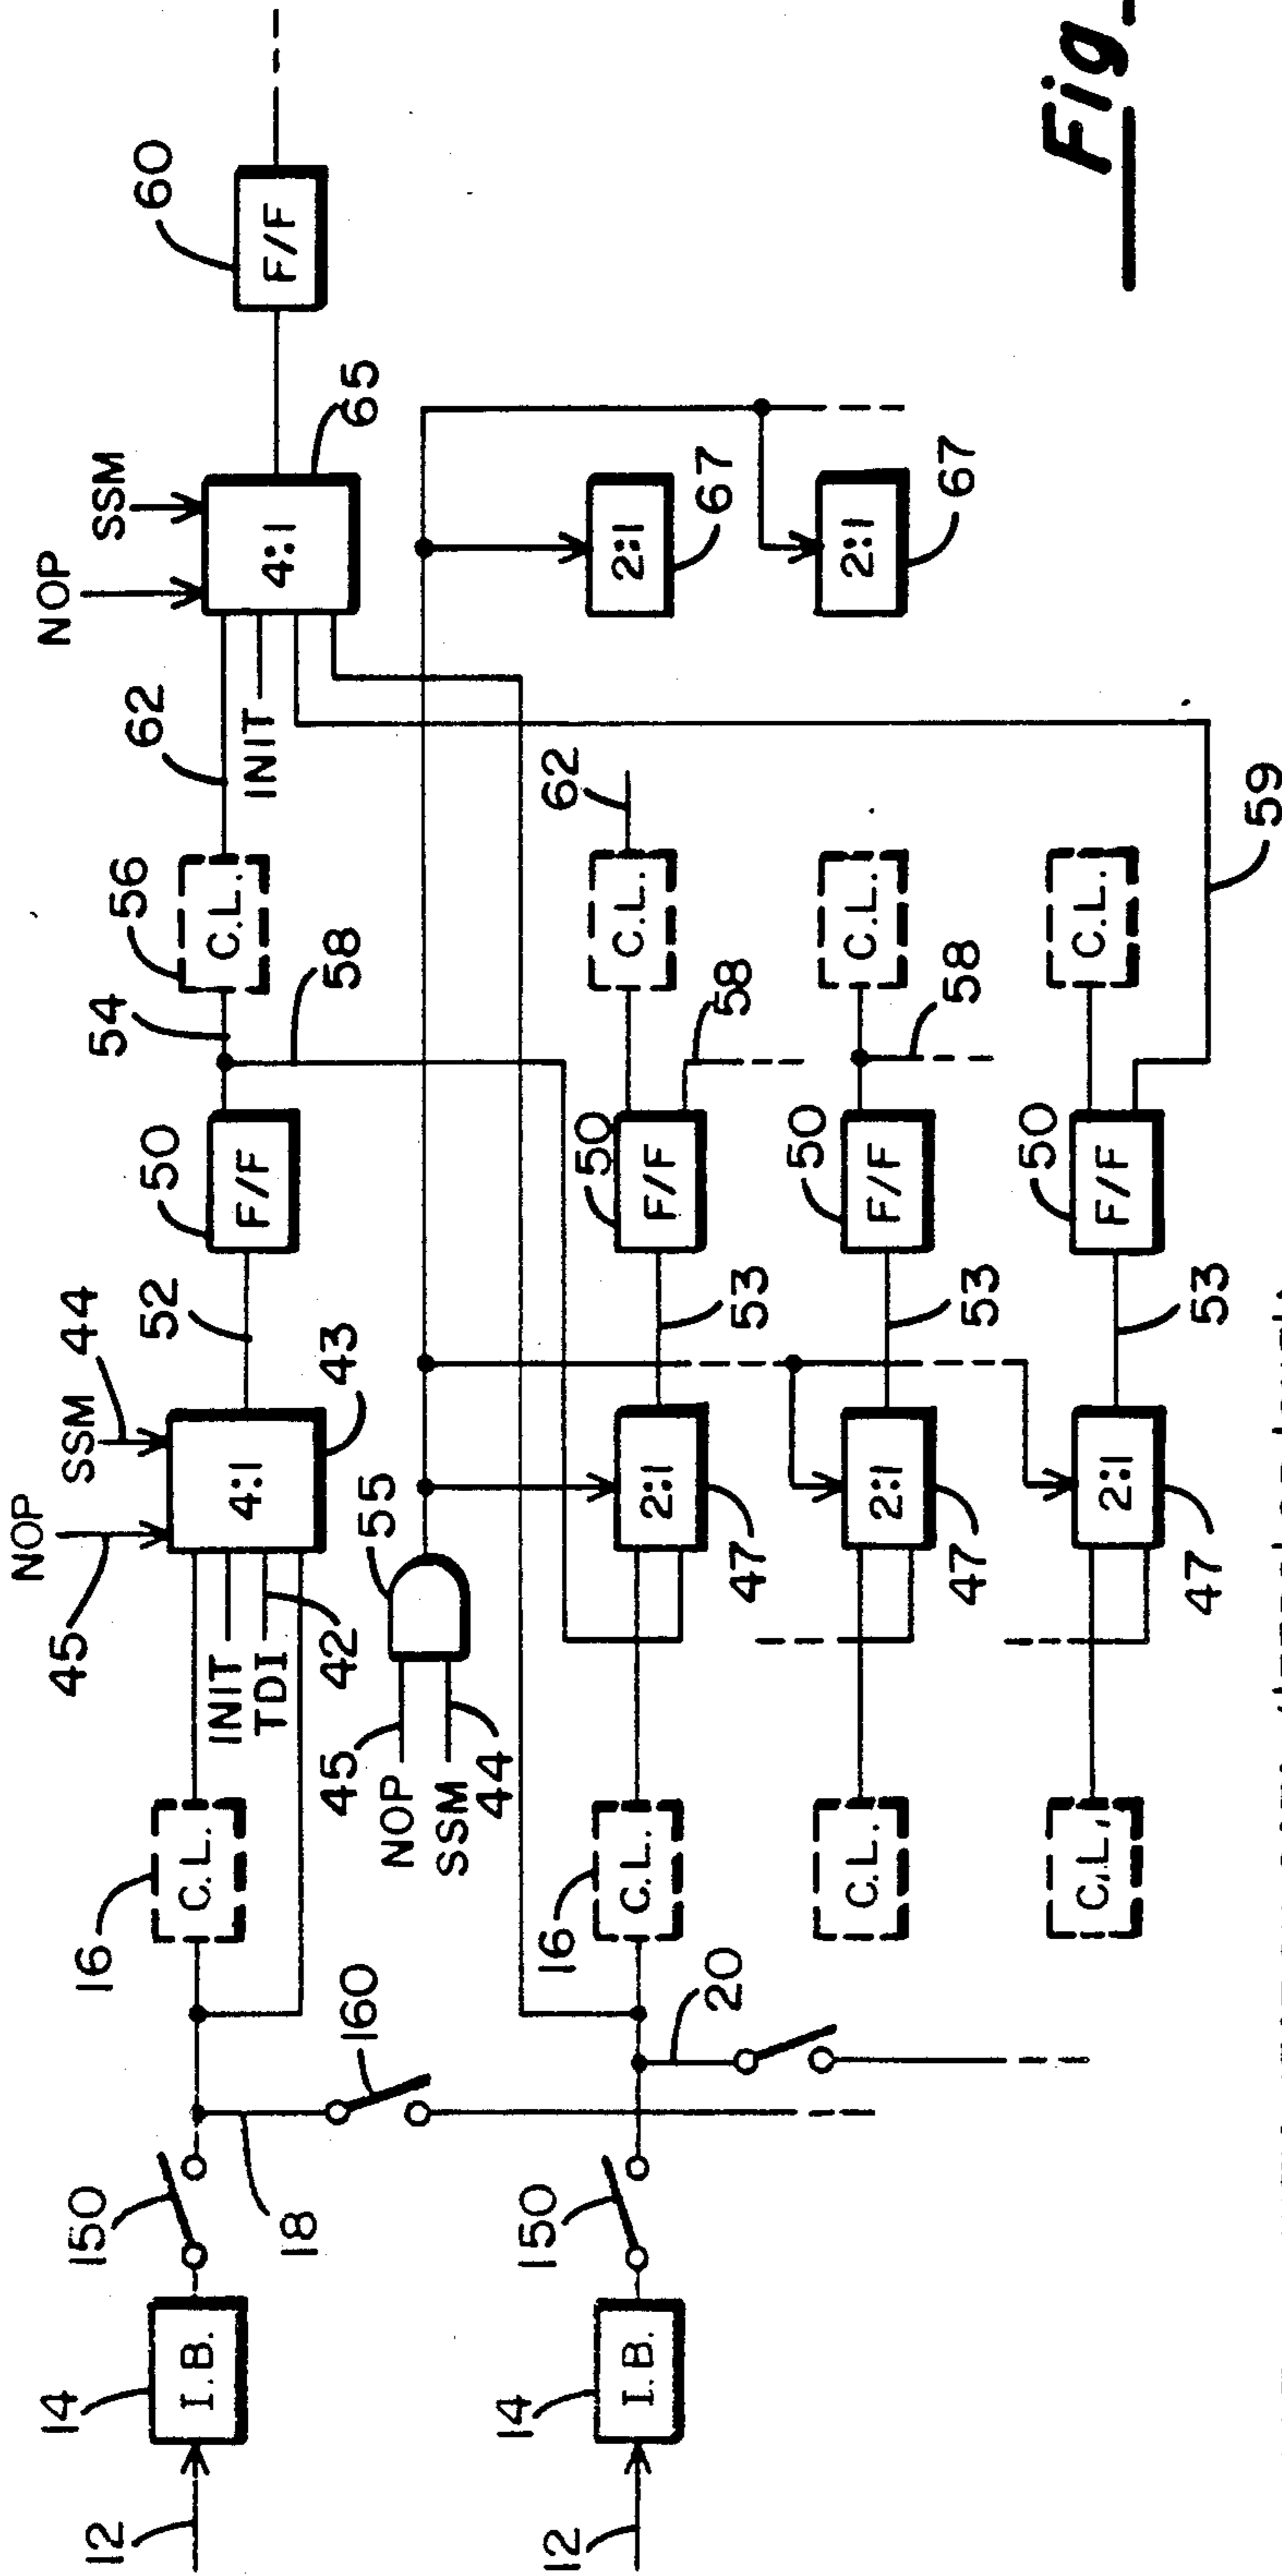 NOP
SSM
NOP
SSM
45
44
52
50
54
56
62
65
60
16
C.L.
4:1
F/F
C.L.
4:1
F/F
43
58
INIT
INIT
TDI
42
150
14
I.B.
12
18
160
55
45
NOP
SSM
44
16
C.L.
2:1
47
53
50
F/F
58
C.L.
62
2:1
67
150
14
I.B.
12
20
C.L.
2:1
47
53
50
F/F
58
C.L.
2:1
67
C.L.
2:1
47
53
50
F/F
C.L.
59
Fig